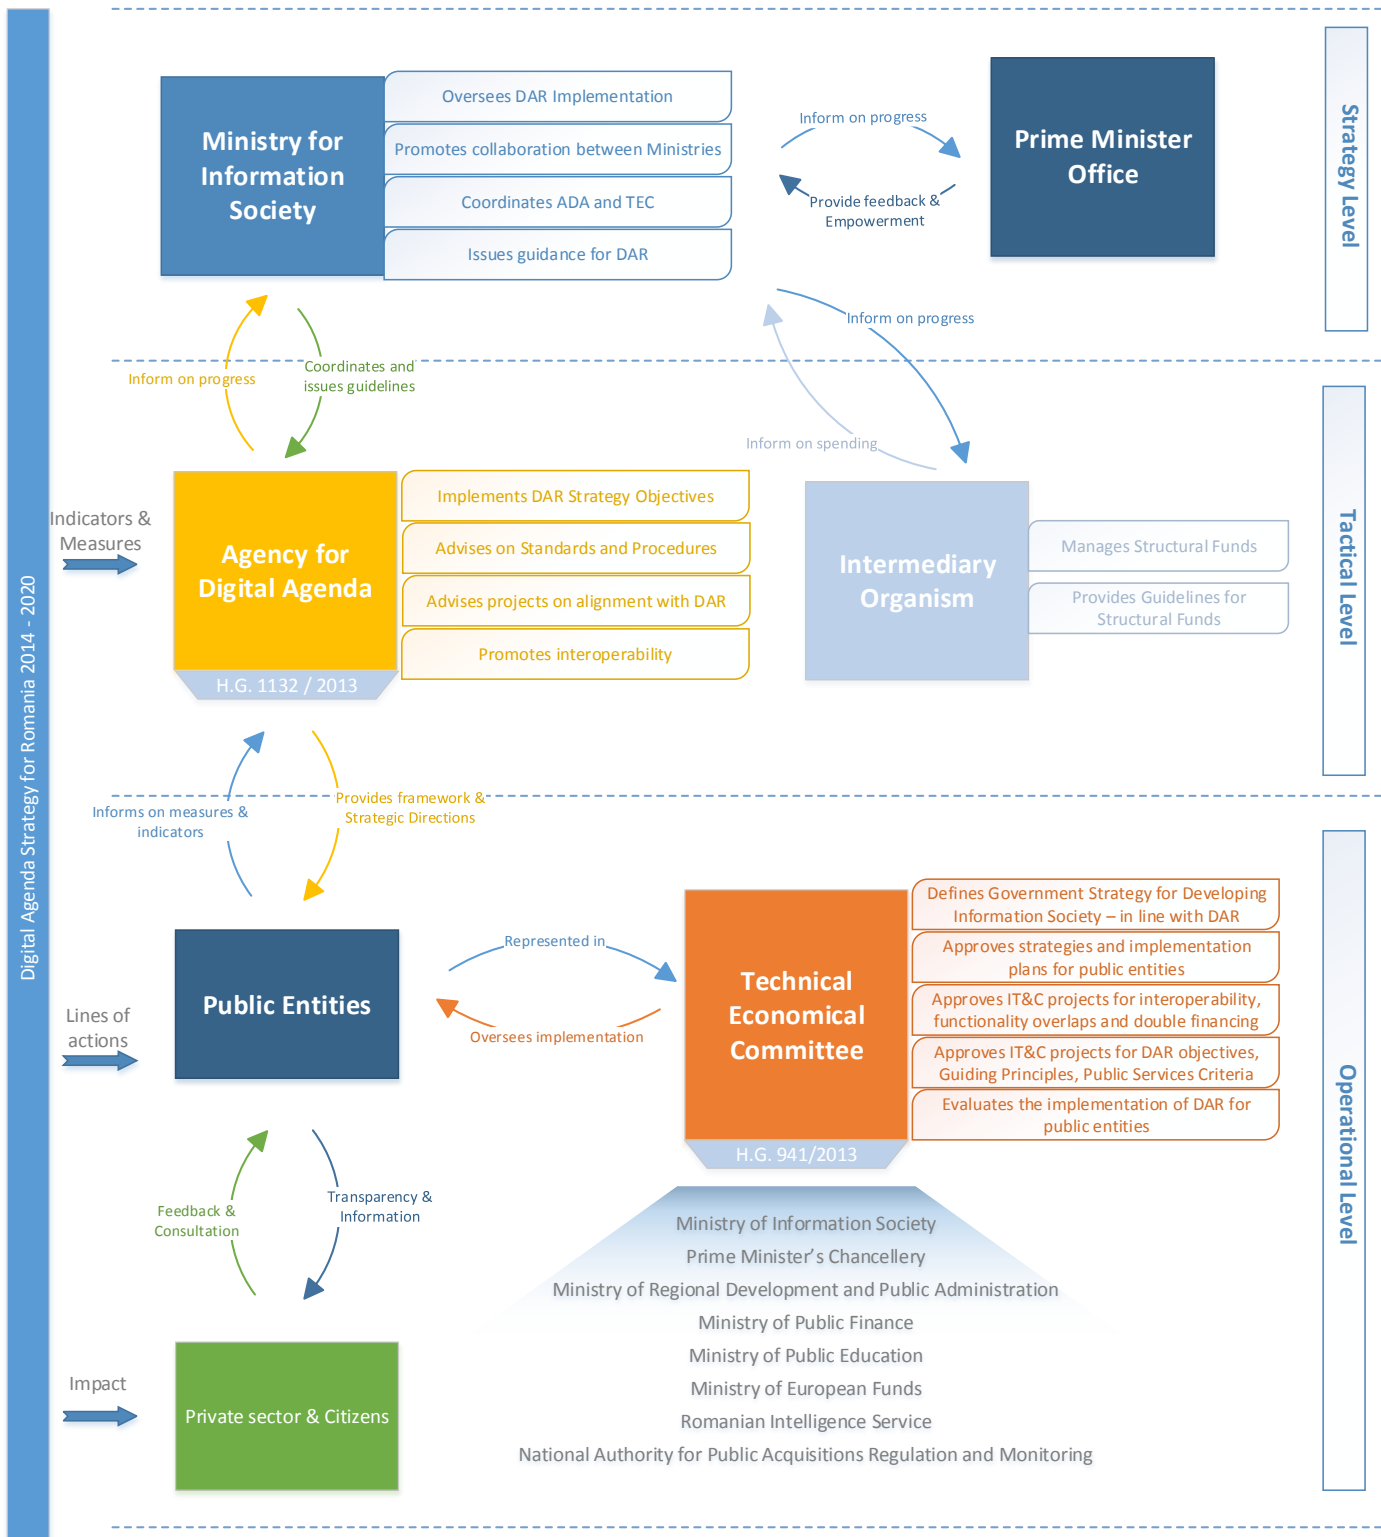 Digital Agenda Strategy for Romania 2014 - 2020
Strategy Level
Ministry for
Information
Society
Oversees DAR Implementation
Promotes collaboration between Ministries
Coordinates ADA and TEC
Issues guidance for DAR
Inform on progress
Provide feedback &
Empowerment
Prime Minister
Office
Inform on progress
Coordinates and
issues guidelines
Inform on progress
Inform on spending
Tactical Level
Indicators &
Measures
Agency for
Digital Agenda
H.G. 1132 / 2013
Implements DAR Strategy Objectives
Advises on Standards and Procedures
Advises projects on alignment with DAR
Promotes interoperability
Intermediary
Organism
Manages Structural Funds
Provides Guidelines for
Structural Funds
Informs on measures &
indicators
Provides framework &
Strategic Directions
Operational Level
Lines of
actions
Public Entities
Represented in
Oversees implementation
Technical
Economical
Committee
H.G. 941/2013
Defines Government Strategy for Developing
Information Society – in line with DAR
Approves strategies and implementation
plans for public entities
Approves IT&C projects for interoperability,
functionality overlaps and double financing
Approves IT&C projects for DAR objectives,
Guiding Principles, Public Services Criteria
Evaluates the implementation of DAR for
public entities
Feedback &
Consultation
Transparency &
Information
Ministry of Information Society
Prime Minister’s Chancellery
Ministry of Regional Development and Public Administration
Ministry of Public Finance
Ministry of Public Education
Ministry of European Funds
Romanian Intelligence Service
National Authority for Public Acquisitions Regulation and Monitoring
Impact
Private sector & Citizens